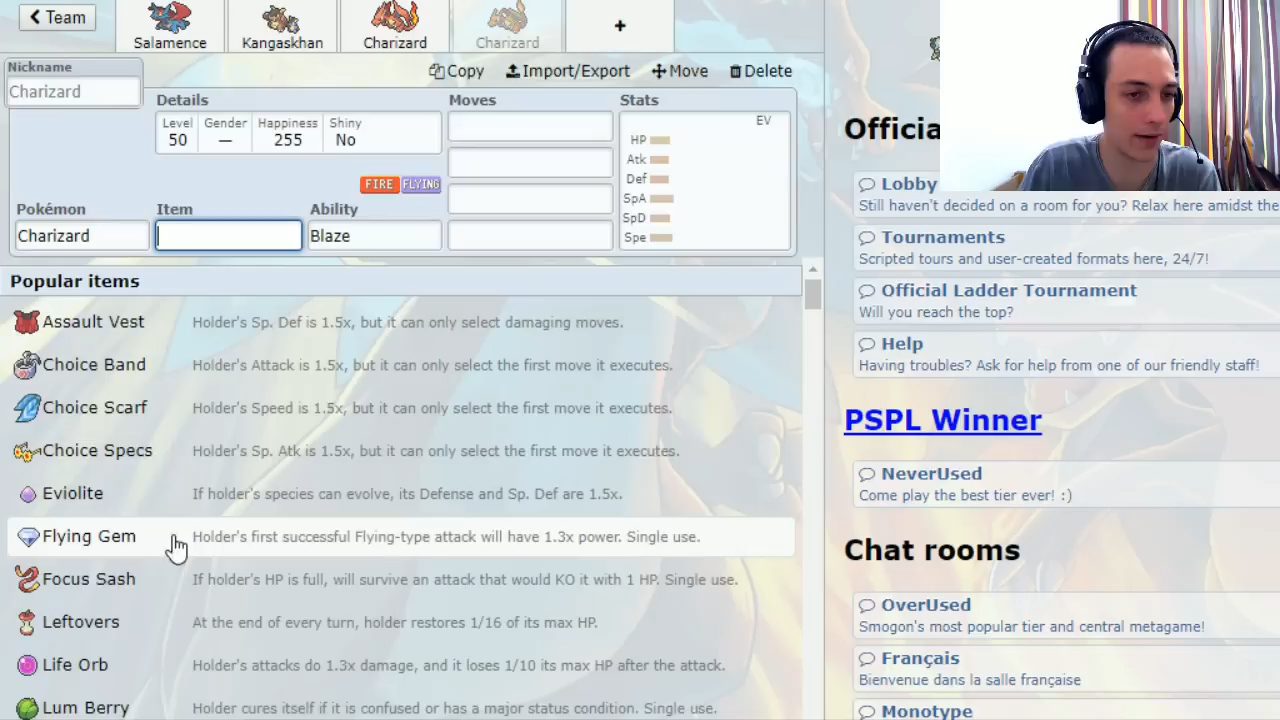 Team
Salamence
Kangaskhan
Charizard
Charizard
+
Nickname
Charizard
Copy
Import/Export
Move
Delete
Details
Moves
Stats
Level
Gender
Happiness
Shiny
50
—
255
No
EV
HP
Atk
Def
SpA
SpD
Spe
FIRE FLYING
Pokémon
Item
Ability
Charizard
Blaze
Popular items
Assault Vest Holder's Sp. Def is 1.5x, but it can only select damaging moves.
Choice Band Holder's Attack is 1.5x, but it can only select the first move it executes.
Choice Scarf Holder's Speed is 1.5x, but it can only select the first move it executes.
Choice Specs Holder's Sp. Atk is 1.5x, but it can only select the first move it executes.
Eviolite If holder's species can evolve, its Defense and Sp. Def are 1.5x.
Flying Gem Holder's first successful Flying-type attack will have 1.3x power. Single use.
Focus Sash If holder's HP is full, will survive an attack that would KO it with 1 HP. Single use.
Leftovers At the end of every turn, holder restores 1/16 of its max HP.
Life Orb Holder's attacks do 1.3x damage, and it loses 1/10 its max HP after the attack.
Lum Berry Holder cures itself if it is confused or has a major status condition. Single use.
Officia
Lobby
Still haven't decided on a room for you? Relax here amidst the
Tournaments
Scripted tours and user-created formats here, 24/7!
Official Ladder Tournament
Will you reach the top?
Help
Having troubles? Ask for help from one of our friendly staff!
PSPL Winner
NeverUsed
Come play the best tier ever! :)
Chat rooms
OverUsed
Smogon's most popular tier and central metagame!
Français
Bienvenue dans la salle française
Monotype